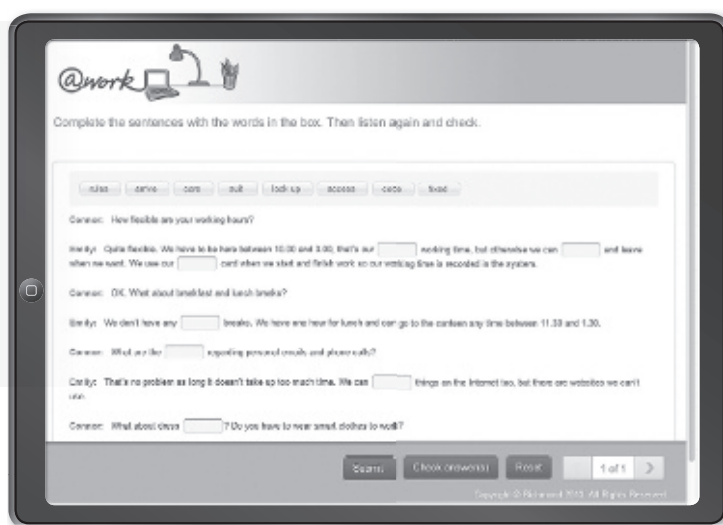 @work
Complete the sentences with the words in the box. Then listen again and check.
rules arrive core suit look up access code fixed
Connor: How flexible are your working hours?
Emily: Quite flexible. We have to be here between 10.00 and 3.00, that's our working time, but otherwise we can and leave
when we want. We use our card when we start and finish work so our working time is recorded in the system.
Connor: OK. What about breakfast and lunch breaks?
Emily: We don't have any breaks. We have one hour for lunch and can go to the canteen any time between 11.30 and 1.30.
Connor: What are the regarding personal emails and phone calls?
Emily: That's no problem as long it doesn't take up too much time. We can things on the Internet too, but there are websites we can't
use.
Connor: What about dress ? Do you have to wear smart clothes to work?
Submit Check answer(s) Reset 1 of 1
Copyright © Richmond 2013. All Rights Reserved